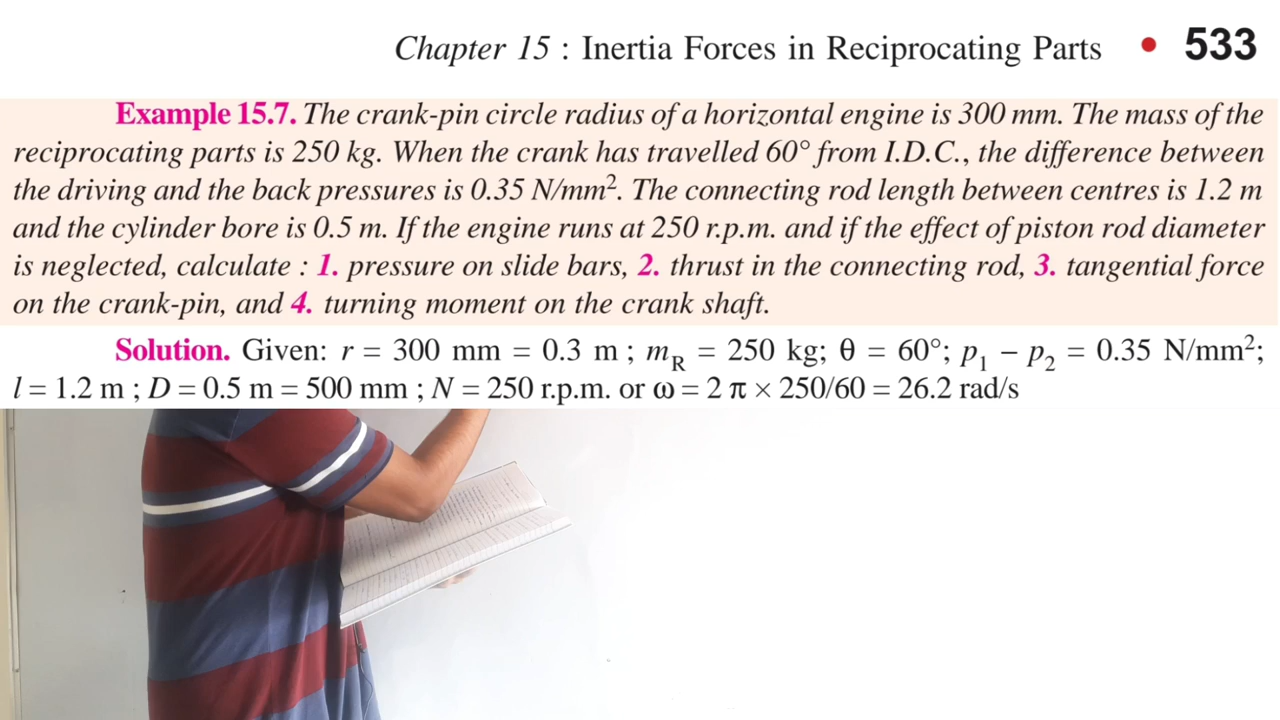 Chapter 15 : Inertia Forces in Reciprocating Parts • 533
Example 15.7. The crank-pin circle radius of a horizontal engine is 300 mm. The mass of the
reciprocating parts is 250 kg. When the crank has travelled 60° from I.D.C., the difference between
the driving and the back pressures is 0.35 N/mm². The connecting rod length between centres is 1.2 m
and the cylinder bore is 0.5 m. If the engine runs at 250 r.p.m. and if the effect of piston rod diameter
is neglected, calculate : 1. pressure on slide bars, 2. thrust in the connecting rod, 3. tangential force
on the crank-pin, and 4. turning moment on the crank shaft.
Solution. Given: r = 300 mm = 0.3 m ; m_R = 250 kg; θ = 60°; p₁ − p₂ = 0.35 N/mm²;
l = 1.2 m ; D = 0.5 m = 500 mm ; N = 250 r.p.m. or ω = 2 π × 250/60 = 26.2 rad/s